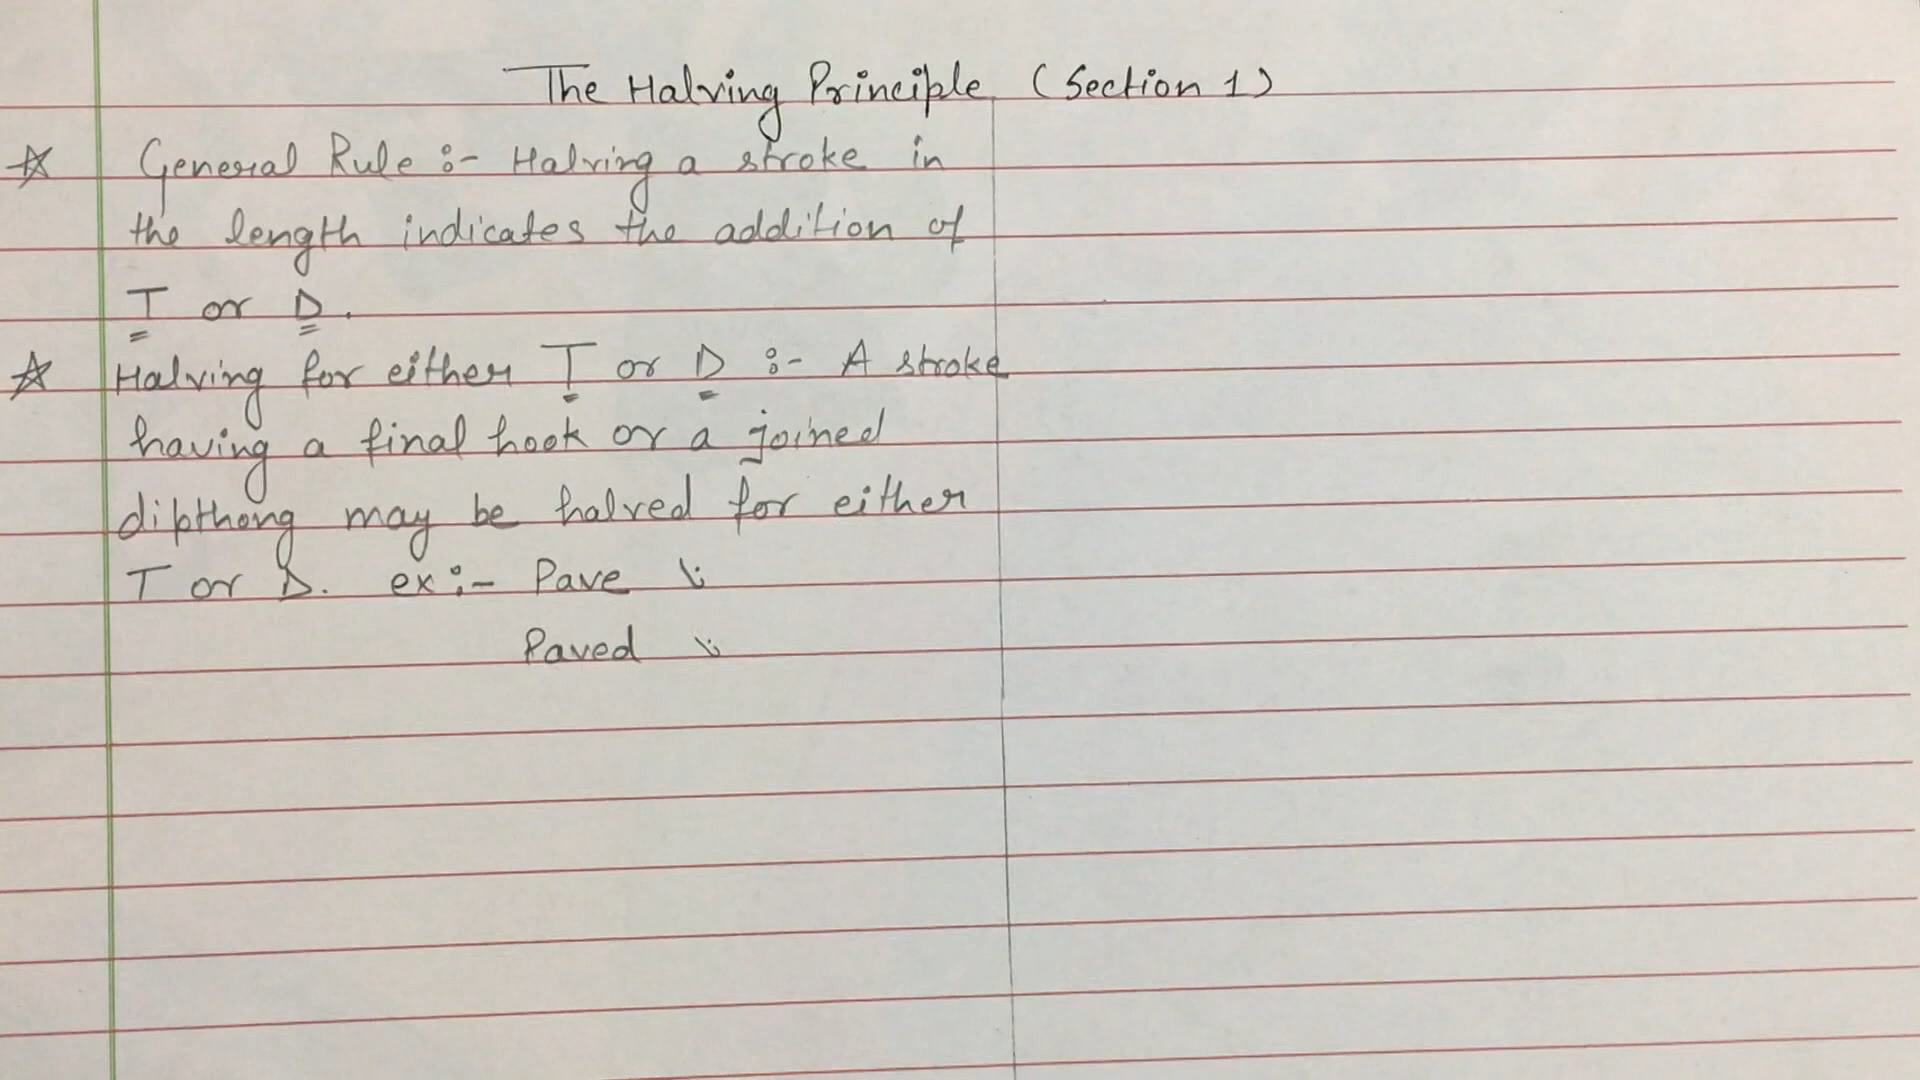 The Halving Principle (Section 1)
☆ General Rule :- Halving a stroke in
the length indicates the addition of
T or D.
☆ Halving for either T or D :- A stroke
having a final hook or a joined
dipthong may be halved for either
T or D. ex :- Pave
Paved